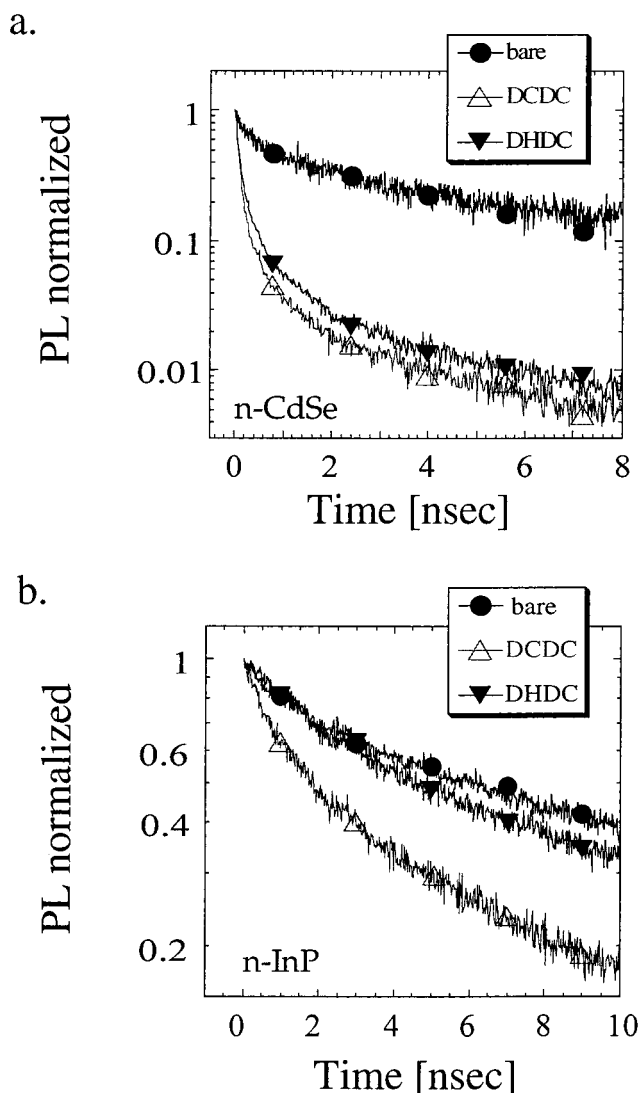 a.
bare
DCDC
DHDC
1
0.1
0.01
PL normalized
n-CdSe
0 2 4 6 8
Time [nsec]
b.
bare
DCDC
DHDC
1
0.6
0.4
0.2
PL normalized
n-InP
0 2 4 6 8 10
Time [nsec]